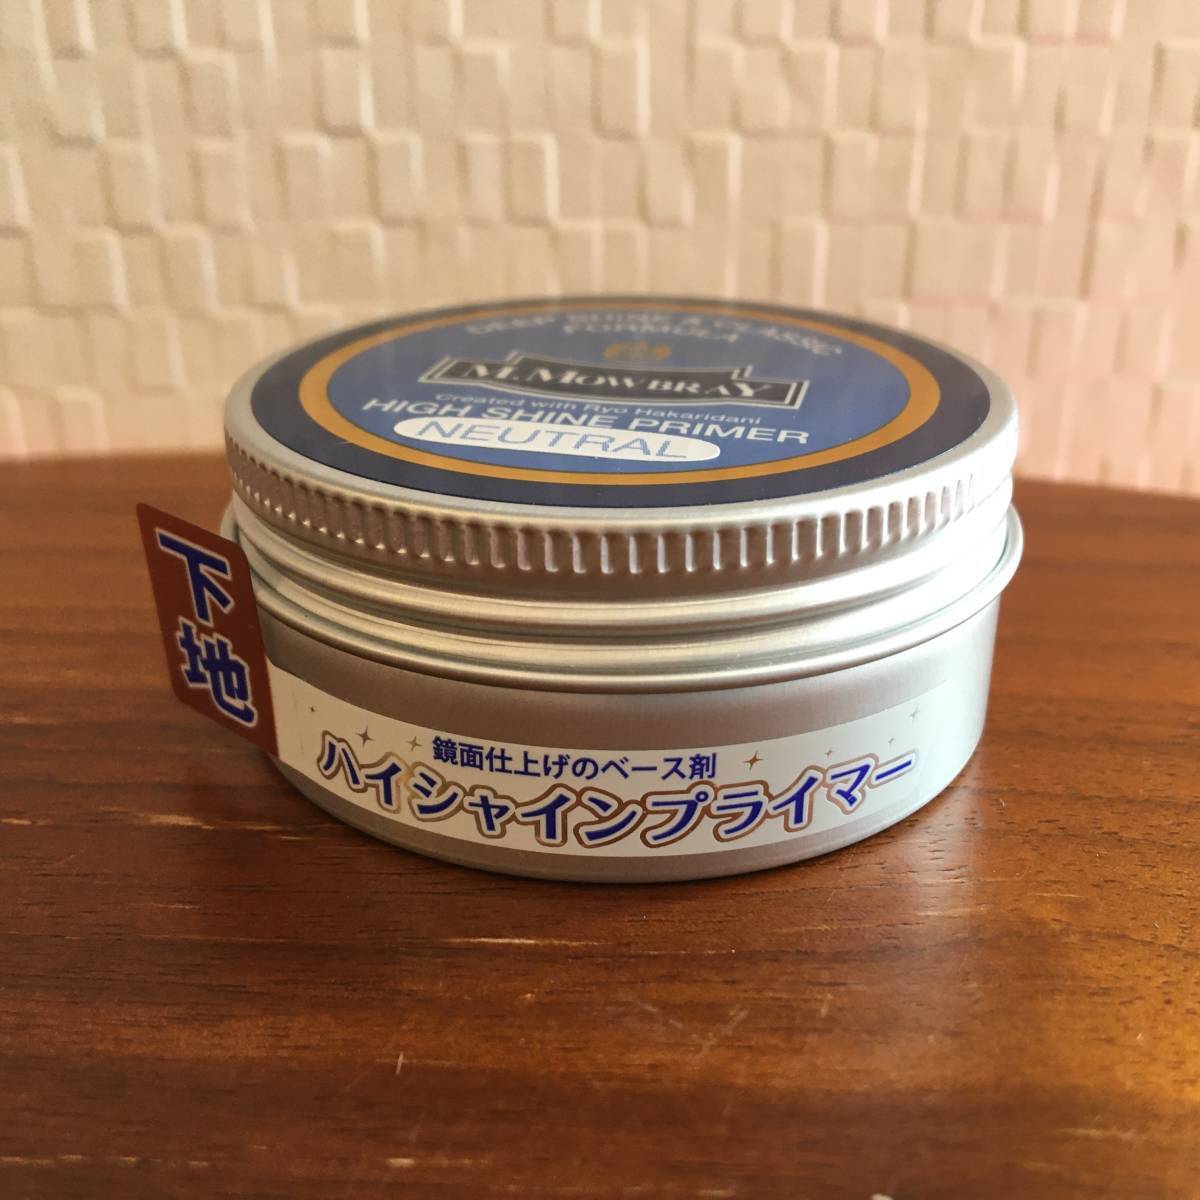 DEEP SHINE & CLASSIC
FORMULA
M. MOWBRAY
Created with Ryo Hakaridani
HIGH SHINE PRIMER
NEUTRAL
下地
鏡面仕上げのベース剤
ハイシャインプライマー